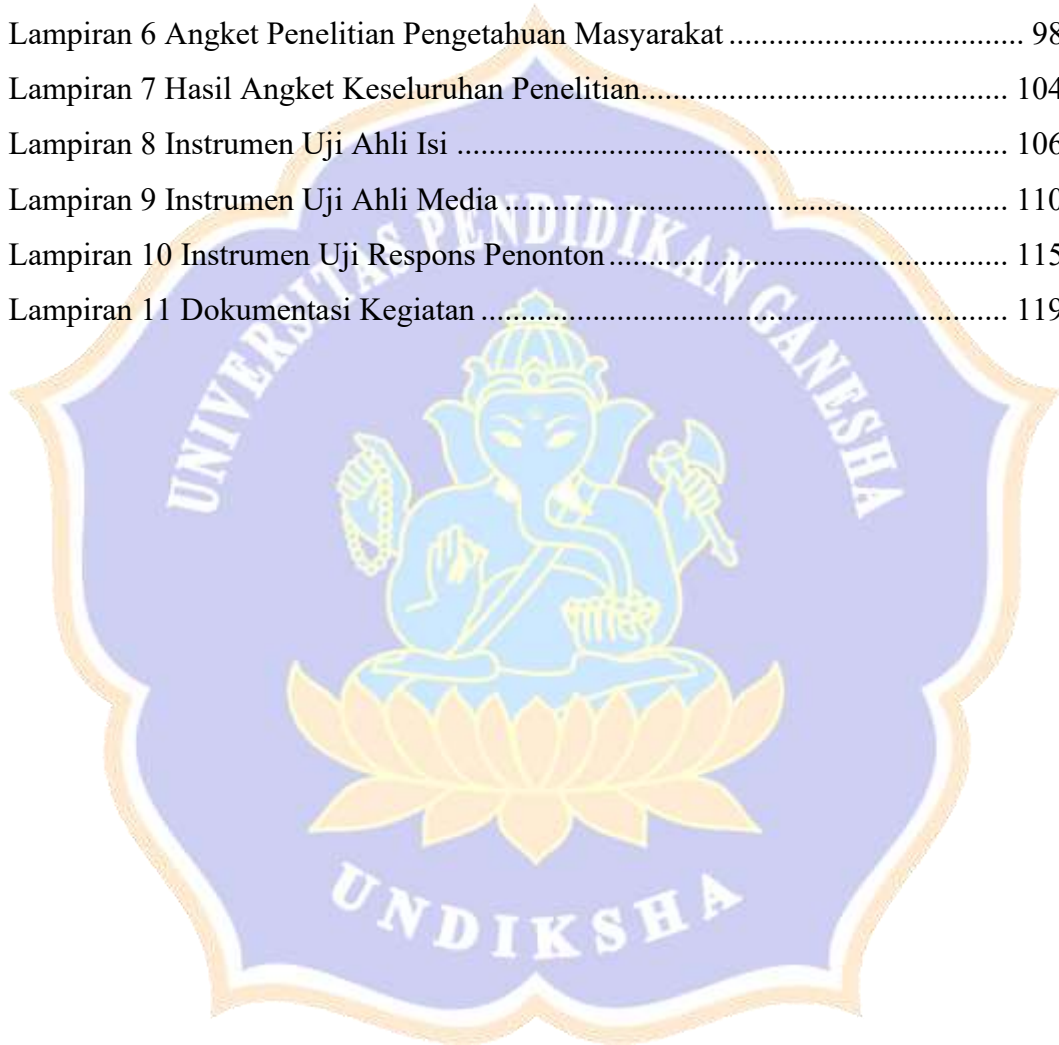 Lampiran 6 Angket Penelitian Pengetahuan Masyarakat .................................. 98
Lampiran 7 Hasil Angket Keseluruhan Penelitian.......................................... 104
Lampiran 8 Instrumen Uji Ahli Isi ............................................................... 106
Lampiran 9 Instrumen Uji Ahli Media ......................................................... 110
Lampiran 10 Instrumen Uji Respons Penonton ............................................. 115
Lampiran 11 Dokumentasi Kegiatan ............................................................ 119
UNIVERSITAS PENDIDIKAN GANESHA
UNDIKSHA